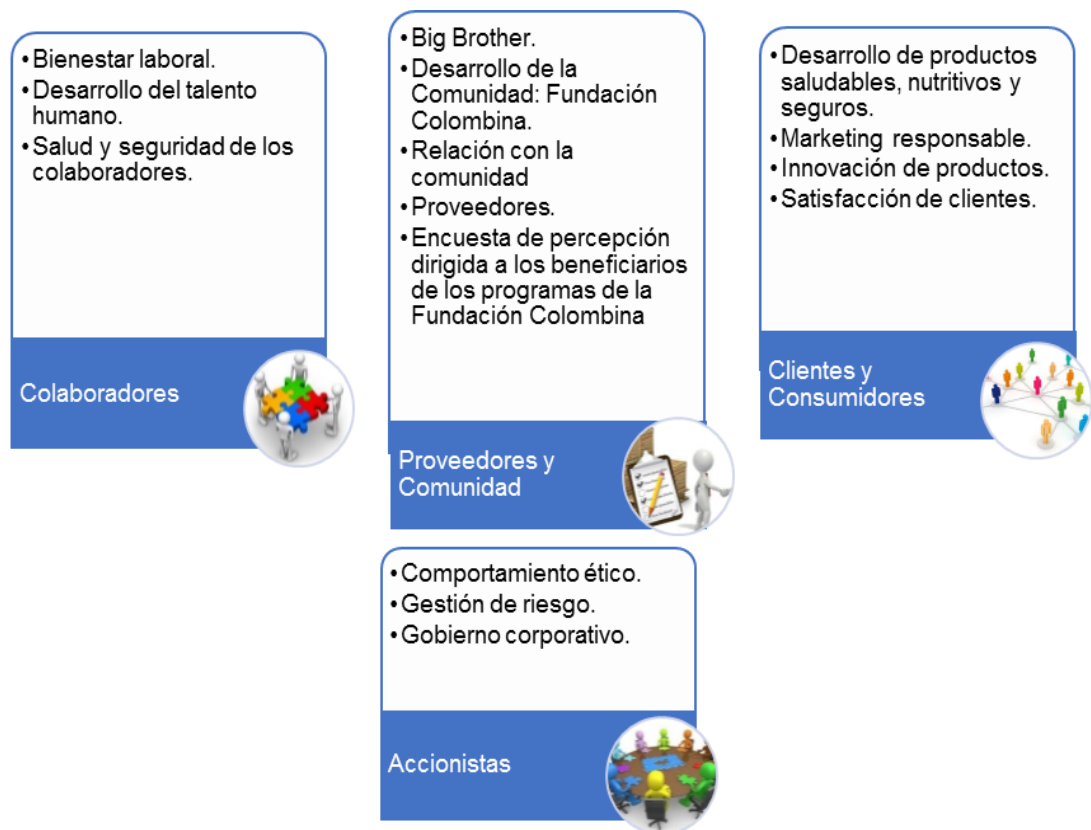 •Bienestar laboral.
•Desarrollo del talento
humano.
•Salud y seguridad de los
colaboradores.
Colaboradores
•Big Brother.
•Desarrollo de la
Comunidad: Fundación
Colombina.
•Relación con la
comunidad
•Proveedores.
•Encuesta de percepción
dirigida a los beneficiarios
de los programas de la
Fundación Colombina
Proveedores y
Comunidad
•Desarrollo de productos
saludables, nutritivos y
seguros.
•Marketing responsable.
•Innovación de productos.
•Satisfacción de clientes.
Clientes y
Consumidores
•Comportamiento ético.
•Gestión de riesgo.
•Gobierno corporativo.
Accionistas